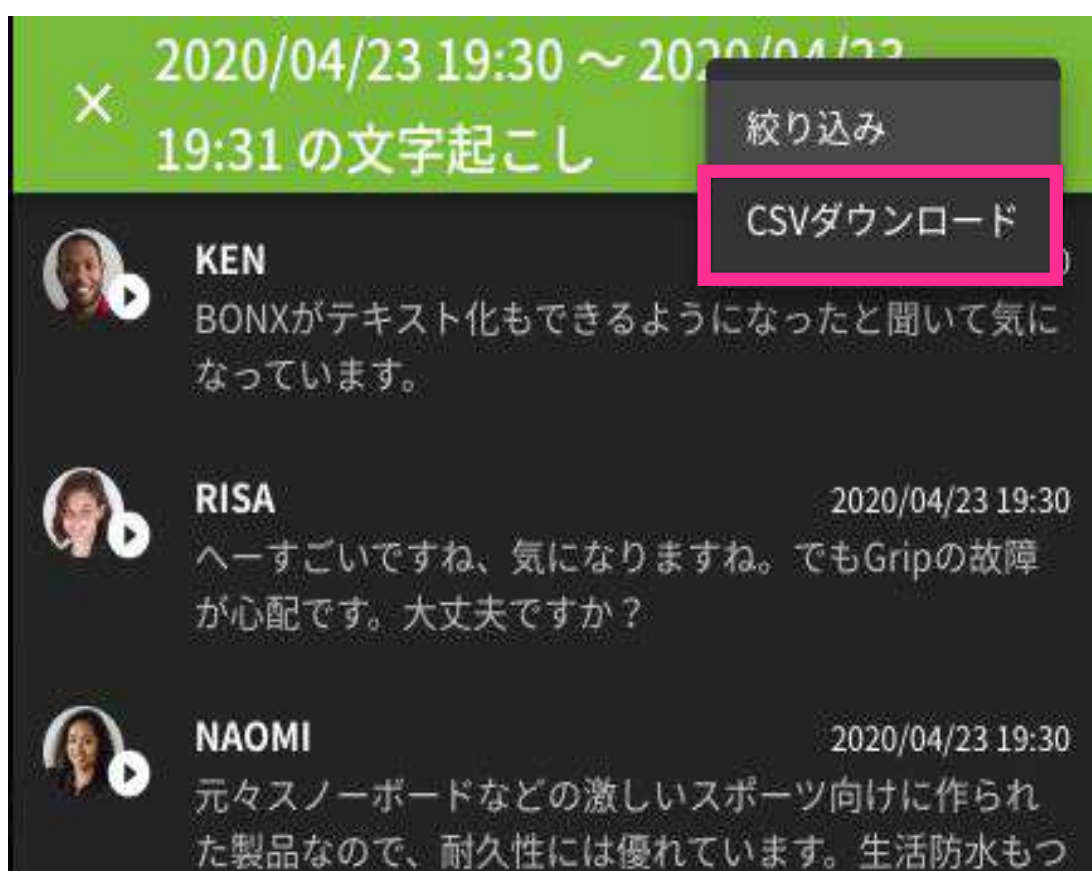 2020/04/23 19:30 ～ 2020/04/23
19:31 の文字起こし
絞り込み
CSVダウンロード
KEN
BONXがテキスト化もできるようになったと聞いて気に
なっています。
RISA
2020/04/23 19:30
へーすごいですね、気になりますね。でもGripの故障
が心配です。大丈夫ですか？
NAOMI
2020/04/23 19:30
元々スノーボードなどの激しいスポーツ向けに作られ
た製品なので、耐久性には優れています。生活防水もつ